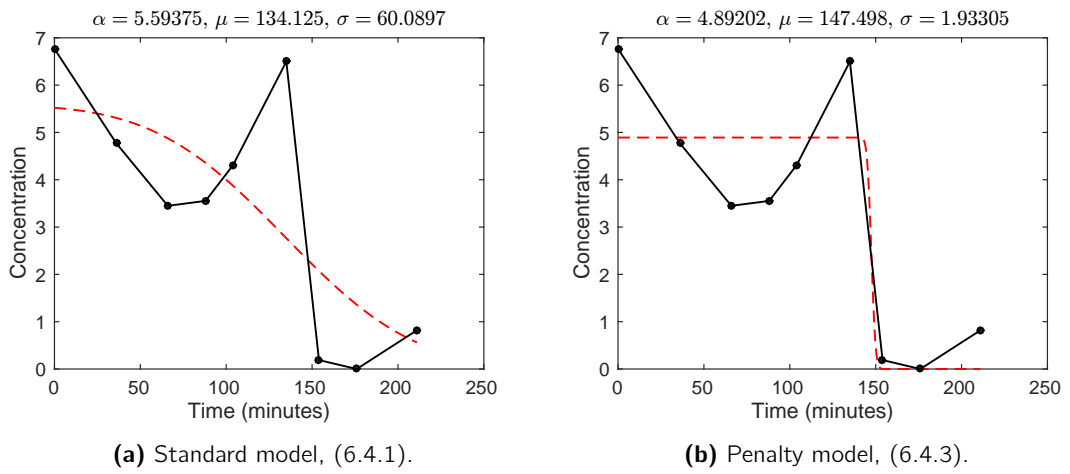 α = 5.59375, μ = 134.125, σ = 60.0897
7
6
5
4
3
2
1
0
Concentration
0 50 100 150 200 250
Time (minutes)
(a) Standard model, (6.4.1).
α = 4.89202, μ = 147.498, σ = 1.93305
7
6
5
4
3
2
1
0
Concentration
0 50 100 150 200 250
Time (minutes)
(b) Penalty model, (6.4.3).